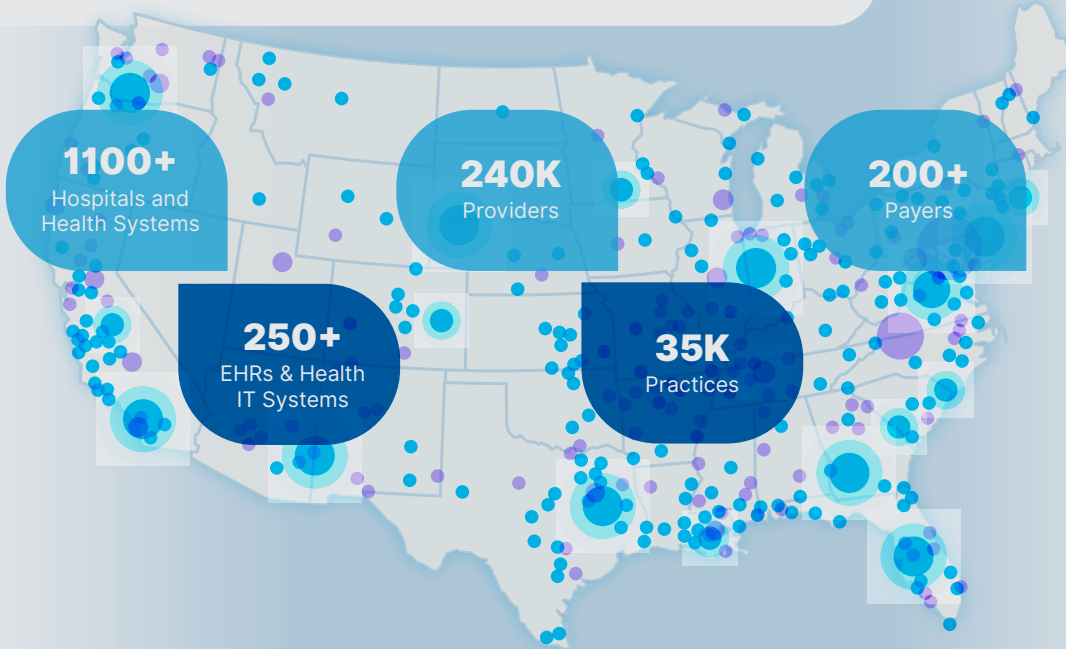 1100+
Hospitals and
Health Systems
240K
Providers
200+
Payers
250+
EHRs & Health
IT Systems
35K
Practices